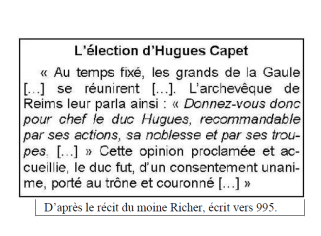 L'élection d'Hugues Capet
« Au temps fixé, les grands de la Gaule
[…] se réunirent […]. L'archevêque de
Reims leur parla ainsi : « Donnez-vous donc
pour chef le duc Hugues, recommandable
par ses actions, sa noblesse et par ses trou-
pes. […] » Cette opinion proclamée et ac-
cueillie, le duc fut, d'un consentement unani-
me, porté au trône et couronné […] »
D'après le récit du moine Richer, écrit vers 995.